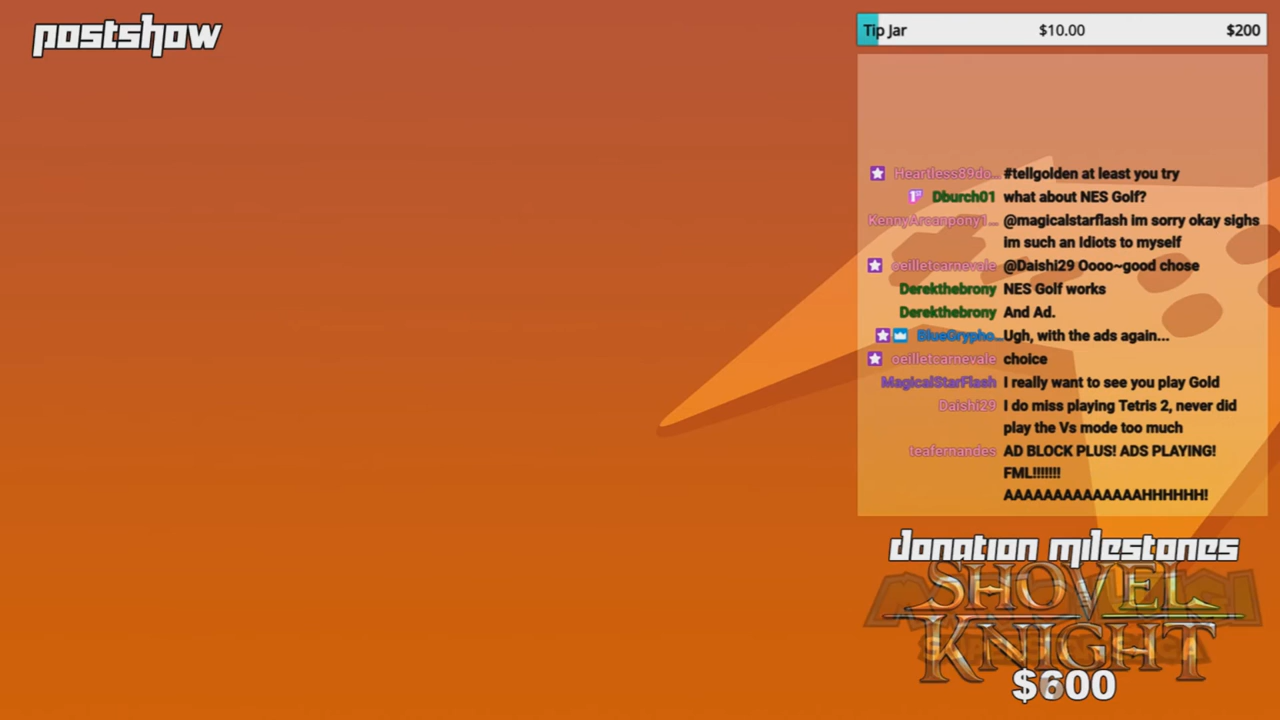 postshow
Tip Jar $10.00 $200
Heartless89do... #tellgolden at least you try
Dburch01 what about NES Golf?
KennyArcanpony1... @magicalstarflash im sorry okay sighs
im such an Idiots to myself
oeilletcarnevale @Daishi29 Oooo~good chose
Derekthebrony NES Golf works
Derekthebrony And Ad.
BlueGrypho... Ugh, with the ads again...
oeilletcarnevale choice
MagicalStarFlash I really want to see you play Gold
Daishi29 I do miss playing Tetris 2, never did
play the Vs mode too much
teafernandes AD BLOCK PLUS! ADS PLAYING!
FML!!!!!!!
AAAAAAAAAAAAAAHHHHHH!
donation milestones
SHOVEL
KNIGHT
$600